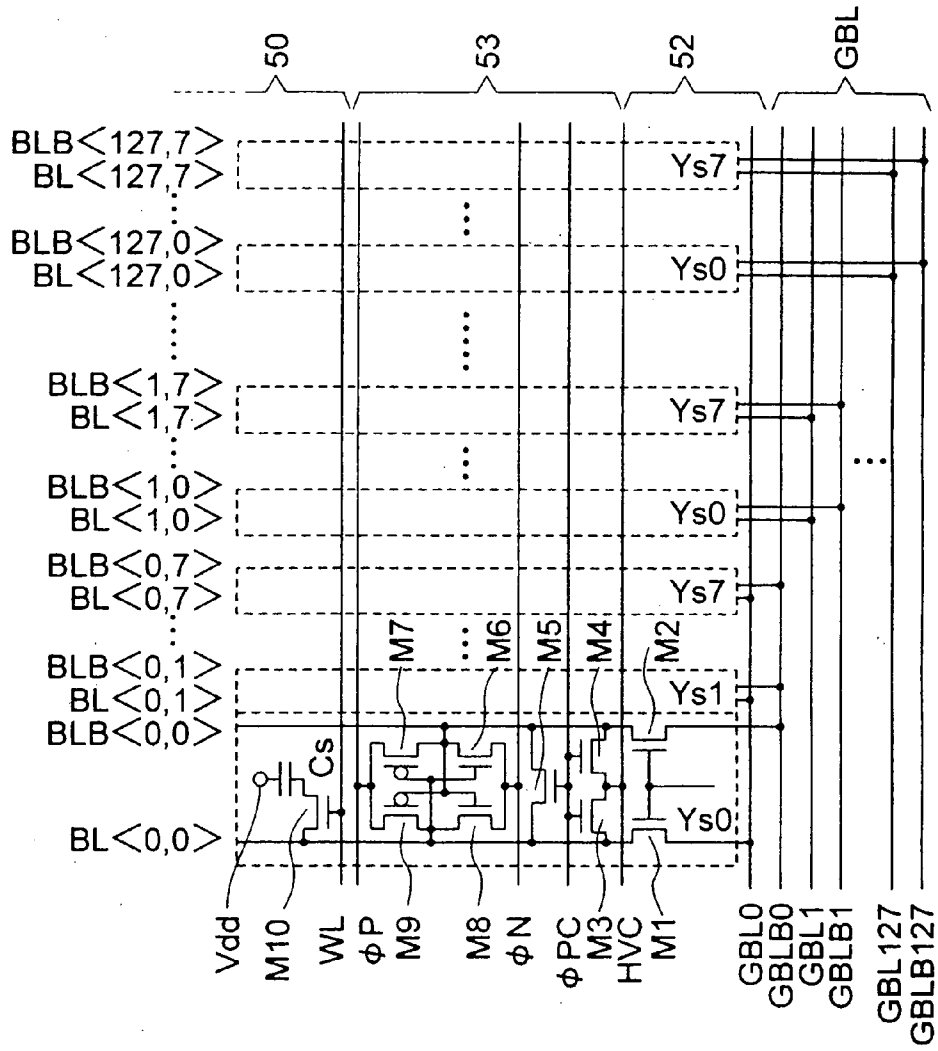 50
53
52
GBL
BLB<127,7>
BL<127,7>
BLB<127,0>
BL<127,0>
BLB<1,7>
BL<1,7>
BLB<1,0>
BL<1,0>
BLB<0,7>
BL<0,7>
BLB<0,1>
BL<0,1>
BLB<0,0>
BL<0,0>
Ys7
Ys0
Ys7
Ys0
Ys7
Ys1
Ys0
M7
M6
M5
M4
M2
Cs
Vdd
M10
WL
ϕP
M9
M8
ϕN
ϕPC
M3
HVC
M1
GBL0
GBLB0
GBL1
GBLB1
GBL127
GBLB127